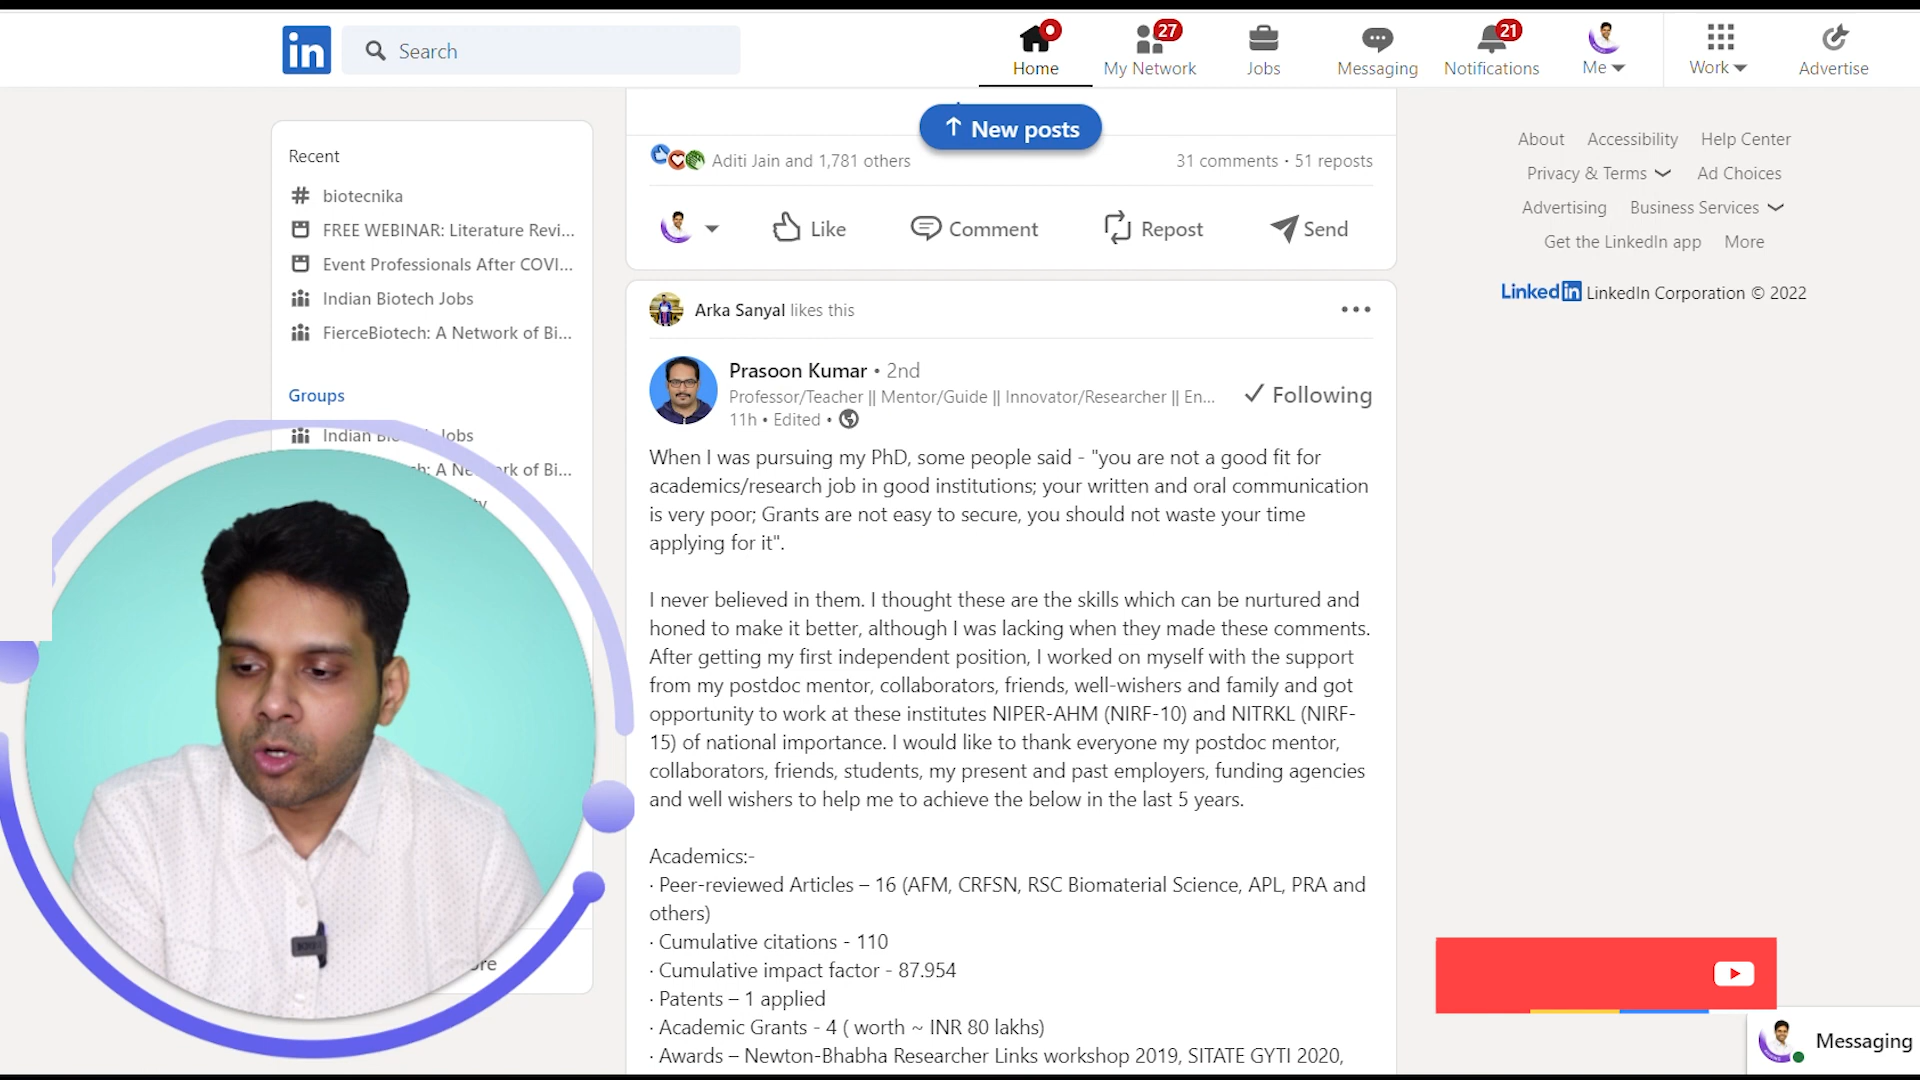 in
Search
Home
27
My Network
Jobs
Messaging
21
Notifications
Me
Work
Advertise
Recent
biotecnika
FREE WEBINAR: Literature Revi...
Event Professionals After COVI...
Indian Biotech Jobs
FierceBiotech: A Network of Bi...
Groups
Indian Bi
Jobs
h: A Ne
rk of Bi...
↑ New posts
Aditi Jain and 1,781 others
31 comments • 51 reposts
Like
Comment
Repost
Send
Arka Sanyal likes this
Prasoon Kumar • 2nd
Professor/Teacher || Mentor/Guide || Innovator/Researcher || En...
11h • Edited •
Following
When I was pursuing my PhD, some people said - "you are not a good fit for
academics/research job in good institutions; your written and oral communication
is very poor; Grants are not easy to secure, you should not waste your time
applying for it".
I never believed in them. I thought these are the skills which can be nurtured and
honed to make it better, although I was lacking when they made these comments.
After getting my first independent position, I worked on myself with the support
from my postdoc mentor, collaborators, friends, well-wishers and family and got
opportunity to work at these institutes NIPER-AHM (NIRF-10) and NITRKL (NIRF-
15) of national importance. I would like to thank everyone my postdoc mentor,
collaborators, friends, students, my present and past employers, funding agencies
and well wishers to help me to achieve the below in the last 5 years.
Academics:-
· Peer-reviewed Articles – 16 (AFM, CRFSN, RSC Biomaterial Science, APL, PRA and
others)
· Cumulative citations - 110
· Cumulative impact factor - 87.954
· Patents – 1 applied
· Academic Grants - 4 ( worth ~ INR 80 lakhs)
· Awards – Newton-Bhabha Researcher Links workshop 2019, SITATE GYTI 2020,
About
Accessibility
Help Center
Privacy & Terms
Ad Choices
Advertising
Business Services
Get the LinkedIn app
More
LinkedIn LinkedIn Corporation © 2022
Messaging